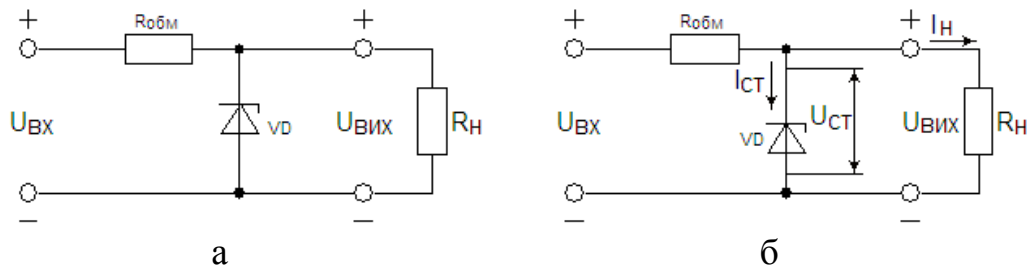 + Rобм + + Rобм + IН
IСТ
UВХ VD UВИХ RН UВХ VD UСТ UВИХ RН
— — — —
а б